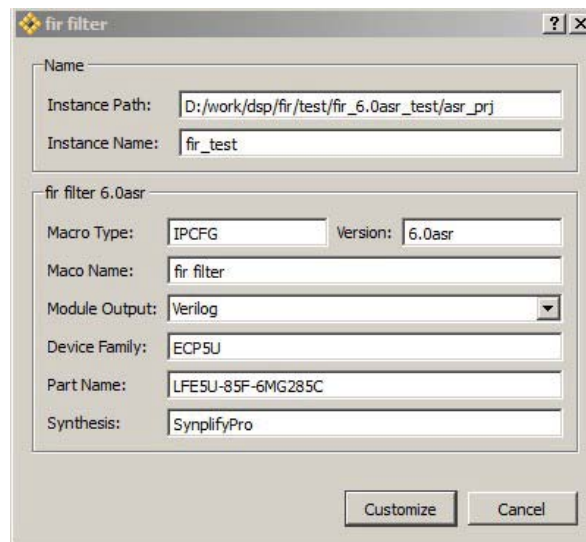 fir filter
Name
Instance Path: D:/work/dsp/fir/test/fir_6.0asr_test/asr_prj
Instance Name: fir_test
fir filter 6.0asr
Macro Type: IPCFG Version: 6.0asr
Maco Name: fir filter
Module Output: Verilog
Device Family: ECP5U
Part Name: LFE5U-85F-6MG285C
Synthesis: SynplifyPro
Customize Cancel